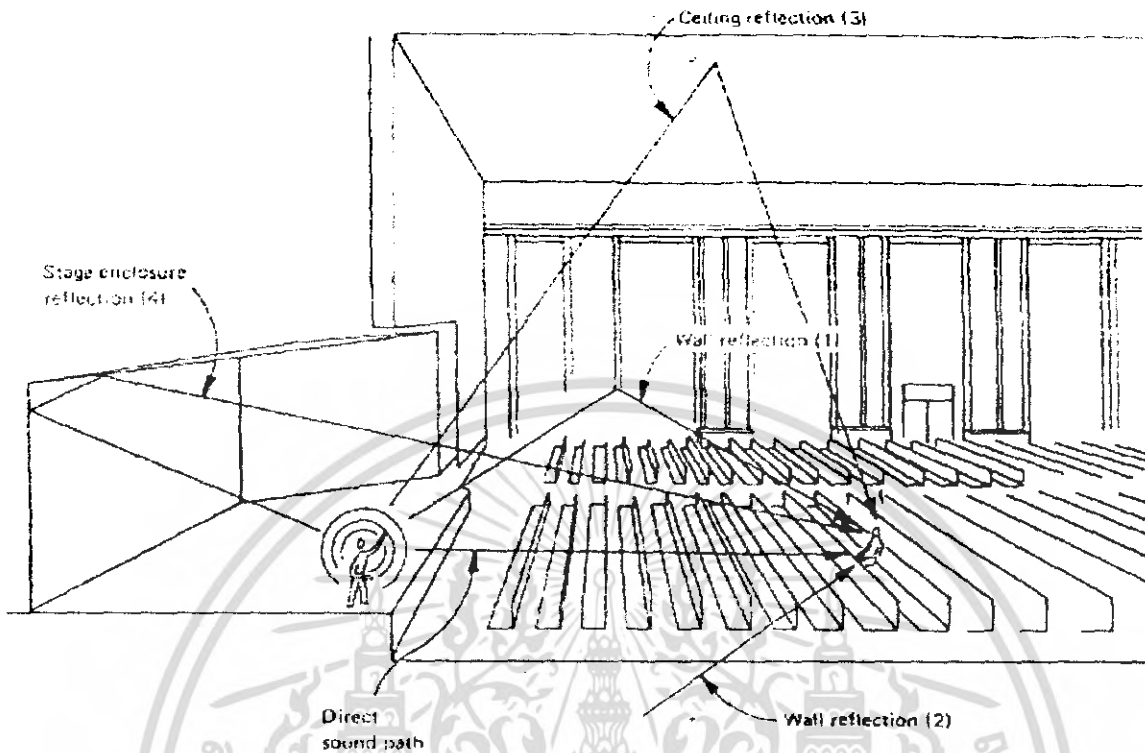 Ceiling reflection (3)
Stage enclosure
reflection (4)
Wall reflection (1)
Direct
sound path
Wall reflection (2)